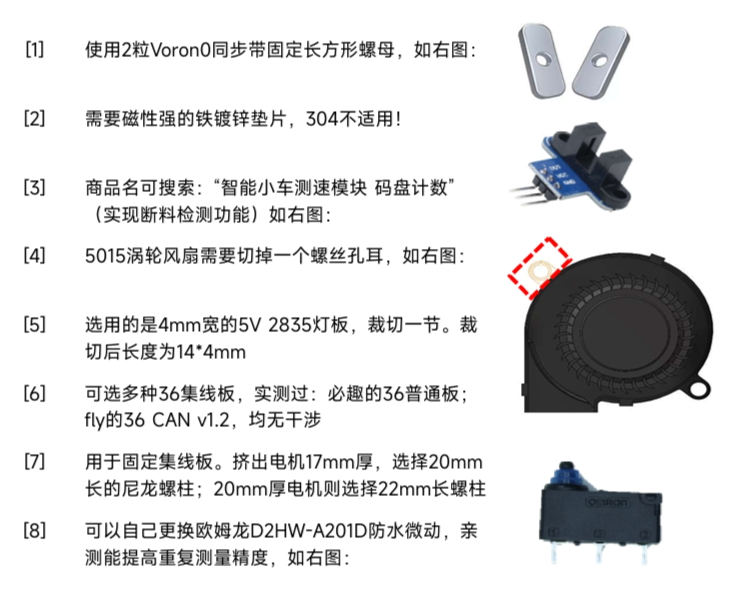 [1] 使用2粒Voron0同步带固定长方形螺母，如右图：
[2] 需要磁性强的铁镀锌垫片，304不适用！
[3] 商品名可搜索：“智能小车测速模块 码盘计数”
（实现断料检测功能）如右图：
[4] 5015涡轮风扇需要切掉一个螺丝孔耳，如右图：
[5] 选用的是4mm宽的5V 2835灯板，裁切一节。裁
切后长度为14*4mm
[6] 可选多种36集线板，实测过：必趣的36普通板；
fly的36 CAN v1.2，均无干涉
[7] 用于固定集线板。挤出电机17mm厚，选择20mm
长的尼龙螺柱；20mm厚电机则选择22mm长螺柱
[8] 可以自己更换欧姆龙D2HW-A201D防水微动，亲
测能提高重复测量精度，如右图：
OUT
VCC
GND
OMRON